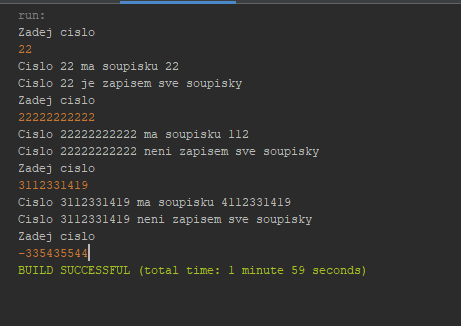 run:
Zadej cislo
22
Cislo 22 ma soupisku 22
Cislo 22 je zapisem sve soupisky
Zadej cislo
22222222222
Cislo 22222222222 ma soupisku 112
Cislo 22222222222 neni zapisem sve soupisky
Zadej cislo
3112331419
Cislo 3112331419 ma soupisku 4112331419
Cislo 3112331419 neni zapisem sve soupisky
Zadej cislo
-335435544
BUILD SUCCESSFUL (total time: 1 minute 59 seconds)